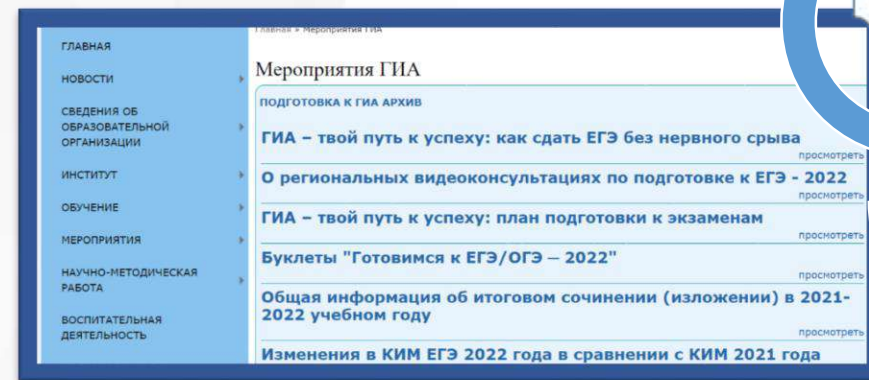 Главная » Мероприятия ГИА
ГЛАВНАЯ
НОВОСТИ
СВЕДЕНИЯ ОБ
ОБРАЗОВАТЕЛЬНОЙ
ОРГАНИЗАЦИИ
ИНСТИТУТ
ОБУЧЕНИЕ
МЕРОПРИЯТИЯ
НАУЧНО-МЕТОДИЧЕСКАЯ
РАБОТА
ВОСПИТАТЕЛЬНАЯ
ДЕЯТЕЛЬНОСТЬ
Мероприятия ГИА
ПОДГОТОВКА К ГИА АРХИВ
ГИА – твой путь к успеху: как сдать ЕГЭ без нервного срыва
просмотреть
О региональных видеоконсультациях по подготовке к ЕГЭ - 2022
просмотреть
ГИА – твой путь к успеху: план подготовки к экзаменам
просмотреть
Буклеты "Готовимся к ЕГЭ/ОГЭ — 2022"
просмотреть
Общая информация об итоговом сочинении (изложении) в 2021-
2022 учебном году
просмотреть
Изменения в КИМ ЕГЭ 2022 года в сравнении с КИМ 2021 года